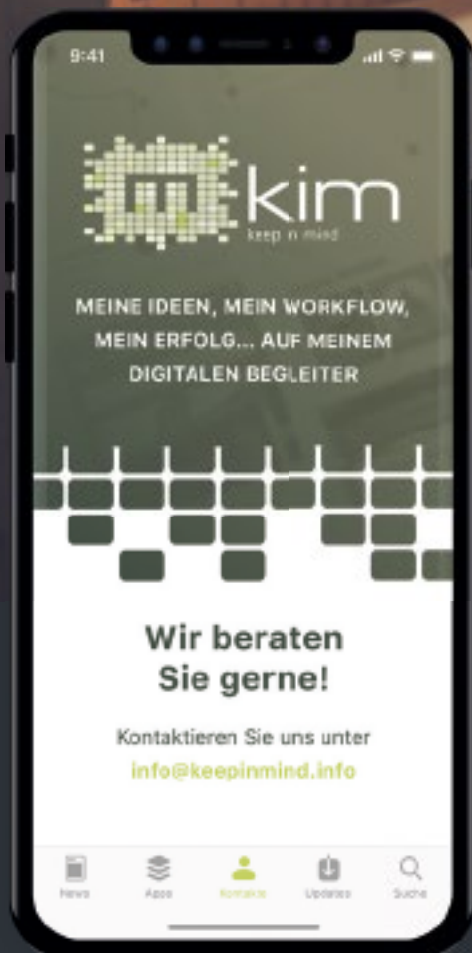 9:41
kim
keep n mind
MEINE IDEEN, MEIN WORKFLOW,
MEIN ERFOLG... AUF MEINEM
DIGITALEN BEGLEITER
Wir beraten
Sie gerne!
Kontaktieren Sie uns unter
info@keepinmind.info
News
Apps
Kontakte
Updates
Suche